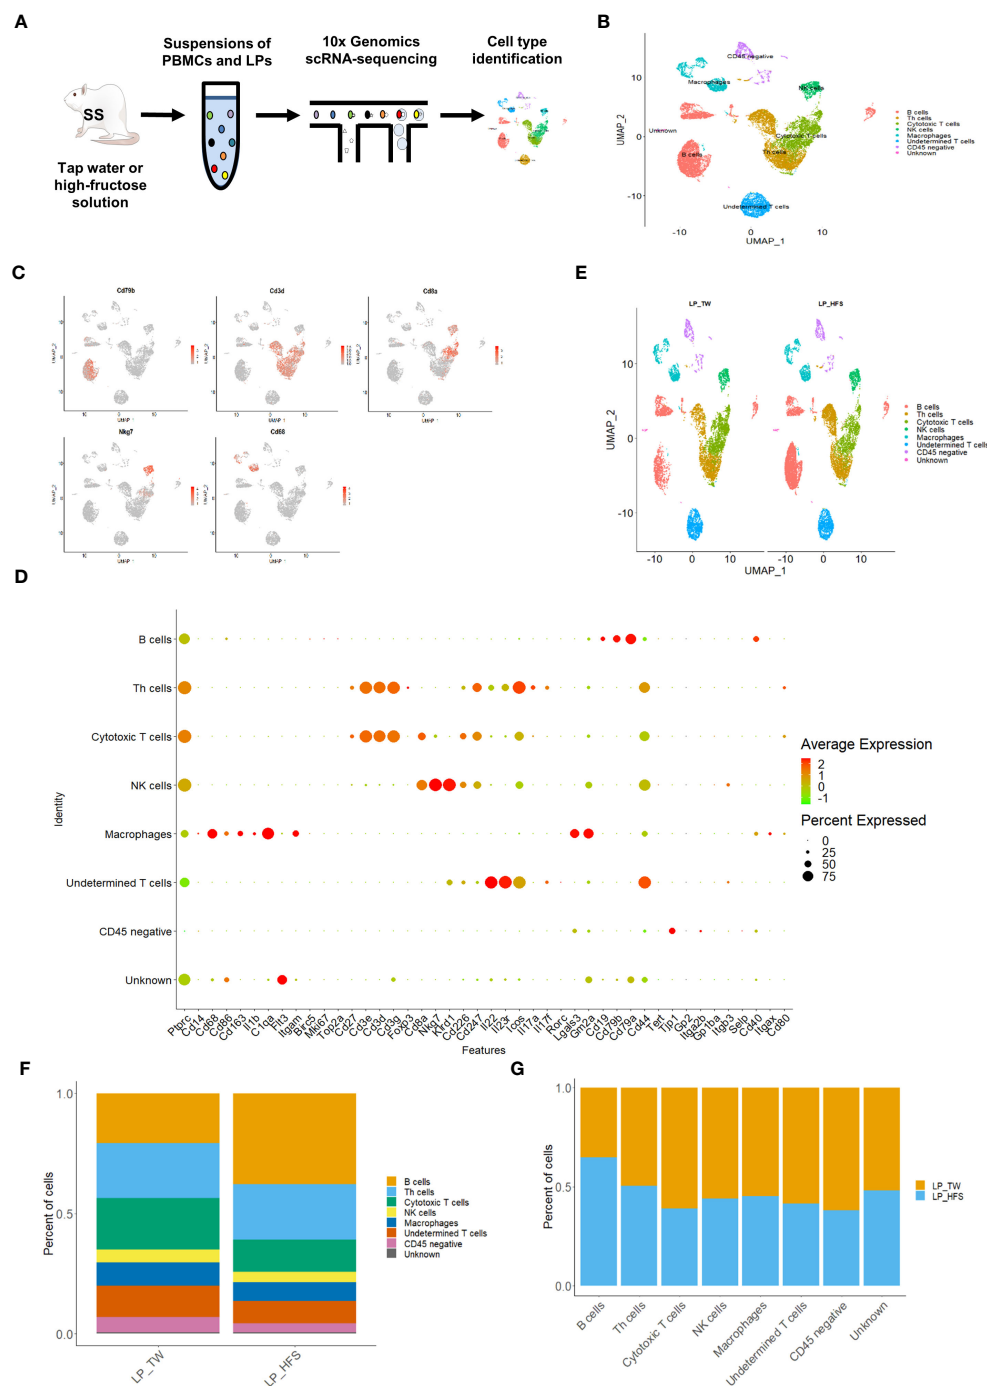 A
SS
Tap water or
high-fructose
solution
Suspensions of
PBMCs and LPs
10x Genomics
scRNA-sequencing
Cell type
identification
B
UMAP_2
10
0
-10
CD45 negative
Macrophages
NK cells
Unknown
Cytotoxic T cells
B cells
Th cells
Undetermined T cells
-10
0
10
UMAP_1
B cells
Th cells
Cytotoxic T cells
NK cells
Macrophages
Undetermined T cells
CD45 negative
Unknown
C
Cd79b
Cd3d
Cd8a
Nkg7
Cd68
E
LP_TW
LP_HFS
UMAP_2
10
0
-10
-10
0
10
-10
0
10
UMAP_1
B cells
Th cells
Cytotoxic T cells
NK cells
Macrophages
Undetermined T cells
CD45 negative
Unknown
D
Identity
B cells
Th cells
Cytotoxic T cells
NK cells
Macrophages
Undetermined T cells
CD45 negative
Unknown
Ptprc
Cd14
Cd68
Cd86
Cd163
Il1b
C1qa
Flt3
Itgam
Birc5
Mki67
Top2a
Cd27
Cd3e
Cd3d
Cd3g
Foxp3
Cd8a
Nkg7
Klrd1
Cd226
Cd247
Il22
Il23r
Icos
Il17a
Il17f
Rorc
Lgals3
Gm2a
Cd19
Cd79b
Cd79a
Cd44
Tert
Tjp1
Gp2
Itga2b
Gp1ba
Itgb3
Selp
Cd40
Itgax
Cd80
Features
Average Expression
2
1
0
-1
Percent Expressed
0
25
50
75
F
Percent of cells
1.0
0.5
0.0
LP_TW
LP_HFS
B cells
Th cells
Cytotoxic T cells
NK cells
Macrophages
Undetermined T cells
CD45 negative
Unknown
G
Percent of cells
1.0
0.5
0.0
B cells
Th cells
Cytotoxic T cells
NK cells
Macrophages
Undetermined T cells
CD45 negative
Unknown
LP_TW
LP_HFS